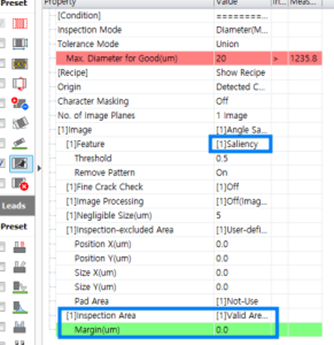 Preset
Property Value In... Meas...
[Condition] ========
Inspection Mode Diameter(M...
Tolerance Mode Union
Max. Diameter for Good(um) 20 > 1235.8
[Recipe] Show Recipe
Origin Detected C...
Character Masking Off
No. of Image Planes 1 Image
[1]Image [1]Angle Sa...
[1]Feature [1]Saliency
Threshold 0.5
Remove Pattern On
[1]Fine Crack Check [1]Off
[1]Image Processing [1]Off(Imag...
[1]Negligible Size(um) 5
Leads
[1]Inspection-excluded Area [1]User-defi...
Preset
Position X(um) 0.0
Position Y(um) 0.0
Size X(um) 0.0
Size Y(um) 0.0
Pad Area [1]Not-Use
[1]Inspection Area [1]Valid Are...
Margin(um) 0.0